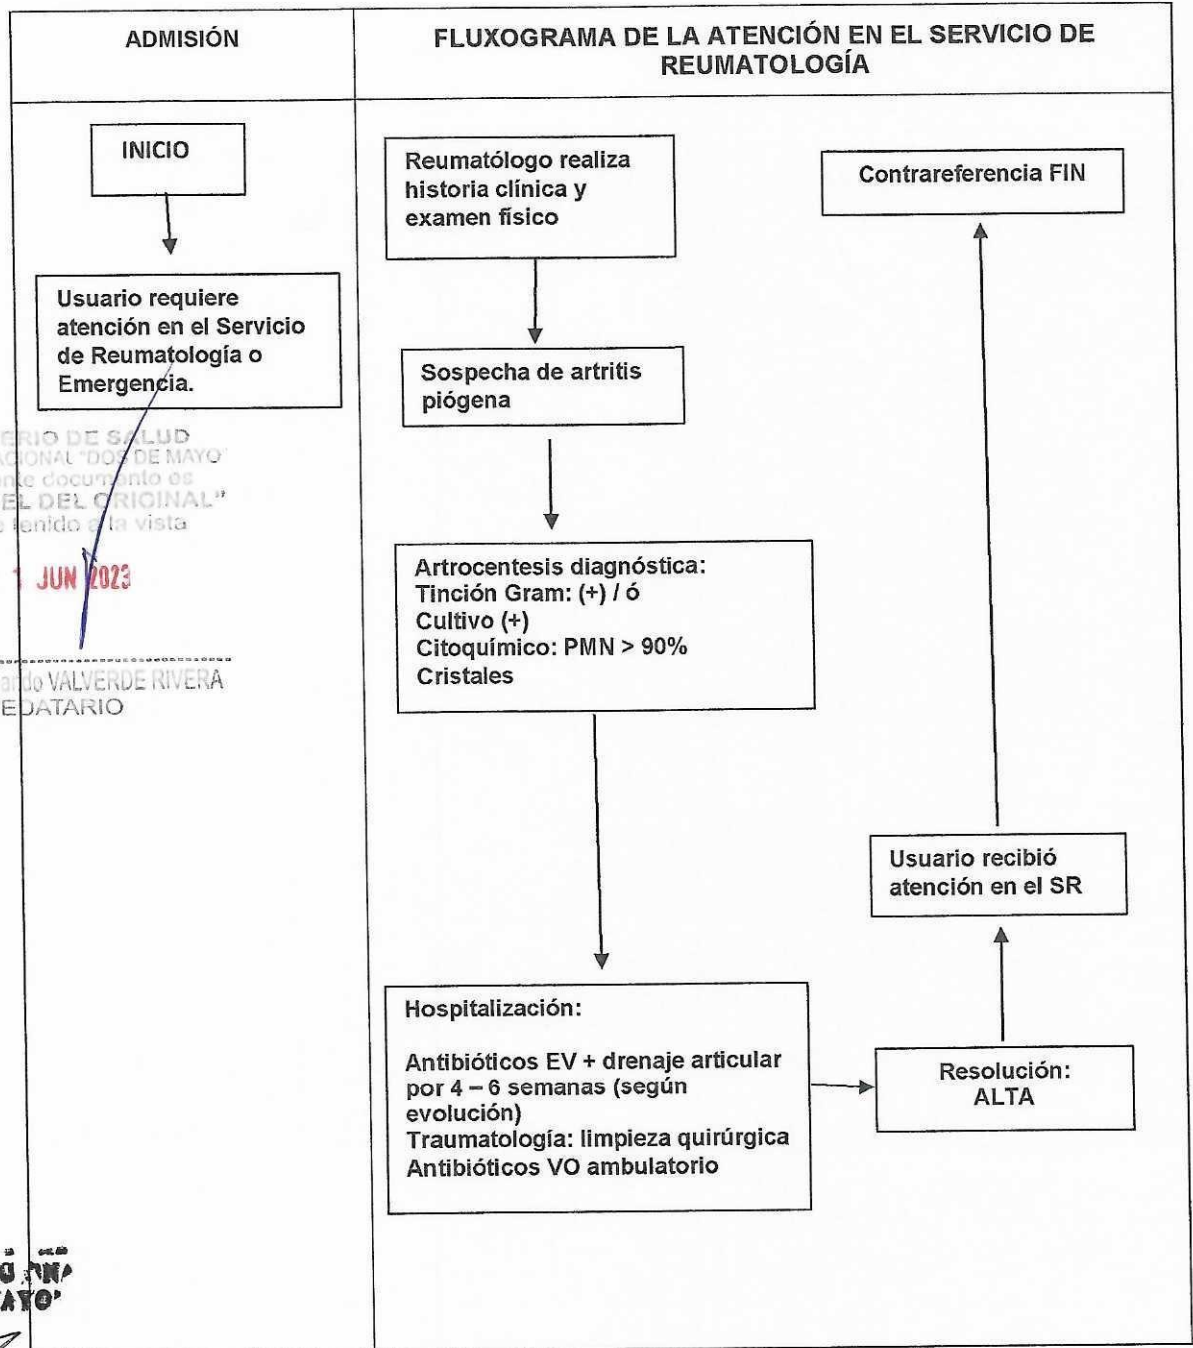 ADMISIÓN
FLUXOGRAMA DE LA ATENCIÓN EN EL SERVICIO DE
REUMATOLOGÍA
INICIO
Usuario requiere
atención en el Servicio
de Reumatología o
Emergencia.
DE SALUD
"DOS DE MAYO"
documento es
DEL ORIGINAL"
tenido a la vista
1 JUN 2023
VALVERDE RIVERA
EDATARIO
Reumatólogo realiza
historia clínica y
examen físico
Sospecha de artritis
piógena
Artrocentesis diagnóstica:
Tinción Gram: (+) / ó
Cultivo (+)
Citoquímico: PMN > 90%
Cristales
Hospitalización:
Antibióticos EV + drenaje articular
por 4 – 6 semanas (según
evolución)
Traumatología: limpieza quirúrgica
Antibióticos VO ambulatorio
Resolución:
ALTA
Usuario recibió
atención en el SR
Contrareferencia FIN